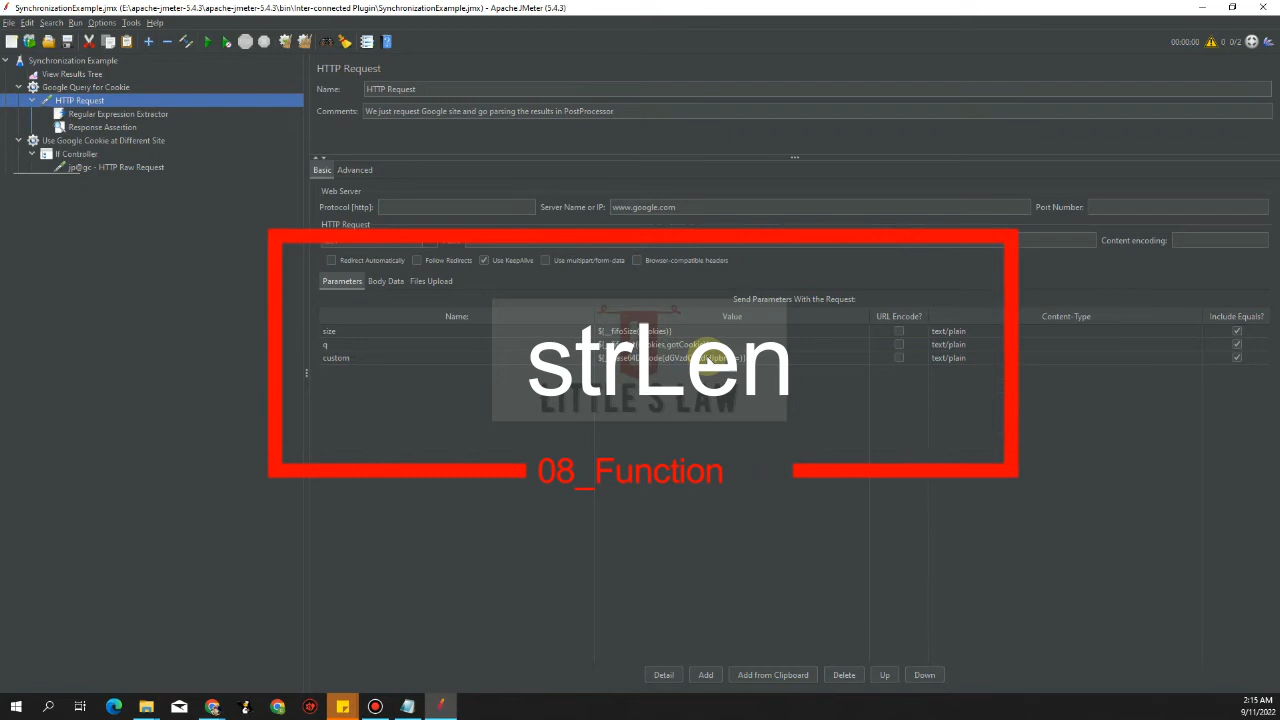 SynchronizationExample.jmx (E:\apache-jmeter-5.4.3\apache-jmeter-5.4.3\bin\Inter-connected Plugin\SynchronizationExample.jmx) - Apache JMeter (5.4.3)
File Edit Search Run Options Tools Help
00:00:00 0 0/2
Synchronization Example
View Results Tree
Google Query for Cookie
HTTP Request
Regular Expression Extractor
Response Assertion
Use Google Cookie at Different Site
If Controller
jp@gc - HTTP Raw Request
HTTP Request
Name: HTTP Request
Comments: We just request Google site and go parsing the results in PostProcessor
Basic Advanced
Web Server
Protocol [http]: Server Name or IP: www.google.com Port Number:
HTTP Request
Content encoding:
Redirect Automatically Follow Redirects Use KeepAlive Use multipart/form-data Browser-compatible headers
Parameters Body Data Files Upload
Send Parameters With the Request:
Name: Value URL Encode? Content-Type Include Equals?
size text/plain
q text/plain
custom text/plain
strLen
LITTLE'S LAW
08_Function
Detail Add Add from Clipboard Delete Up Down
2:15 AM
9/11/2022